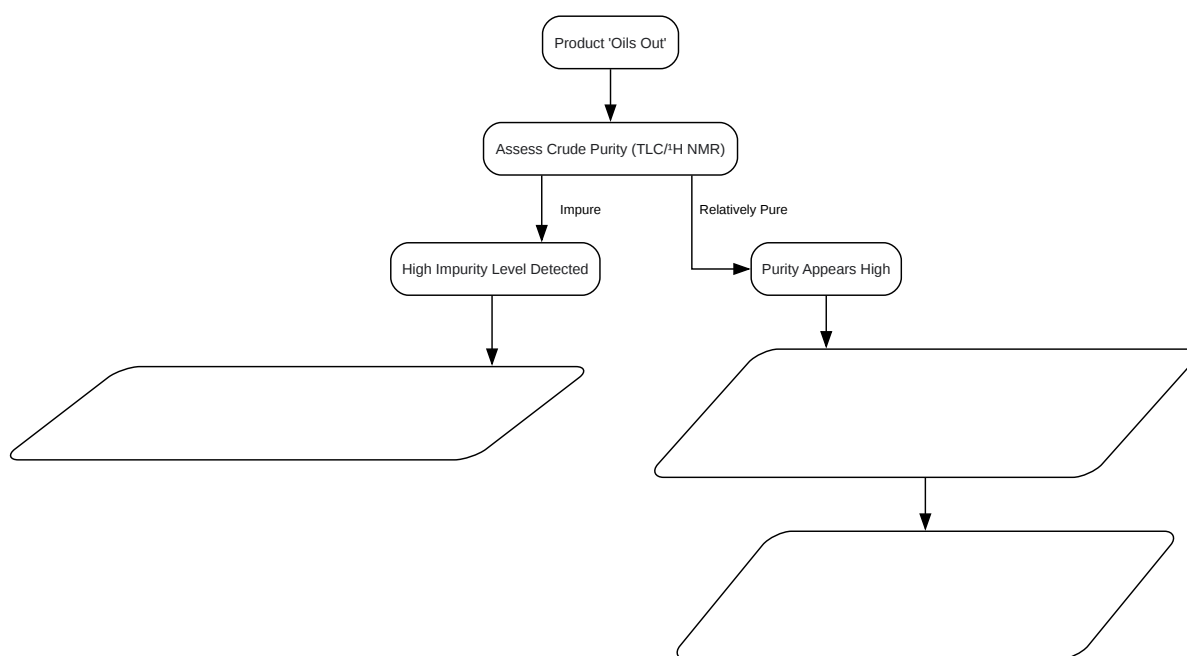 Product 'Oils Out'
Assess Crude Purity (TLC/¹H NMR)
Impure
Relatively Pure
High Impurity Level Detected
Purity Appears High